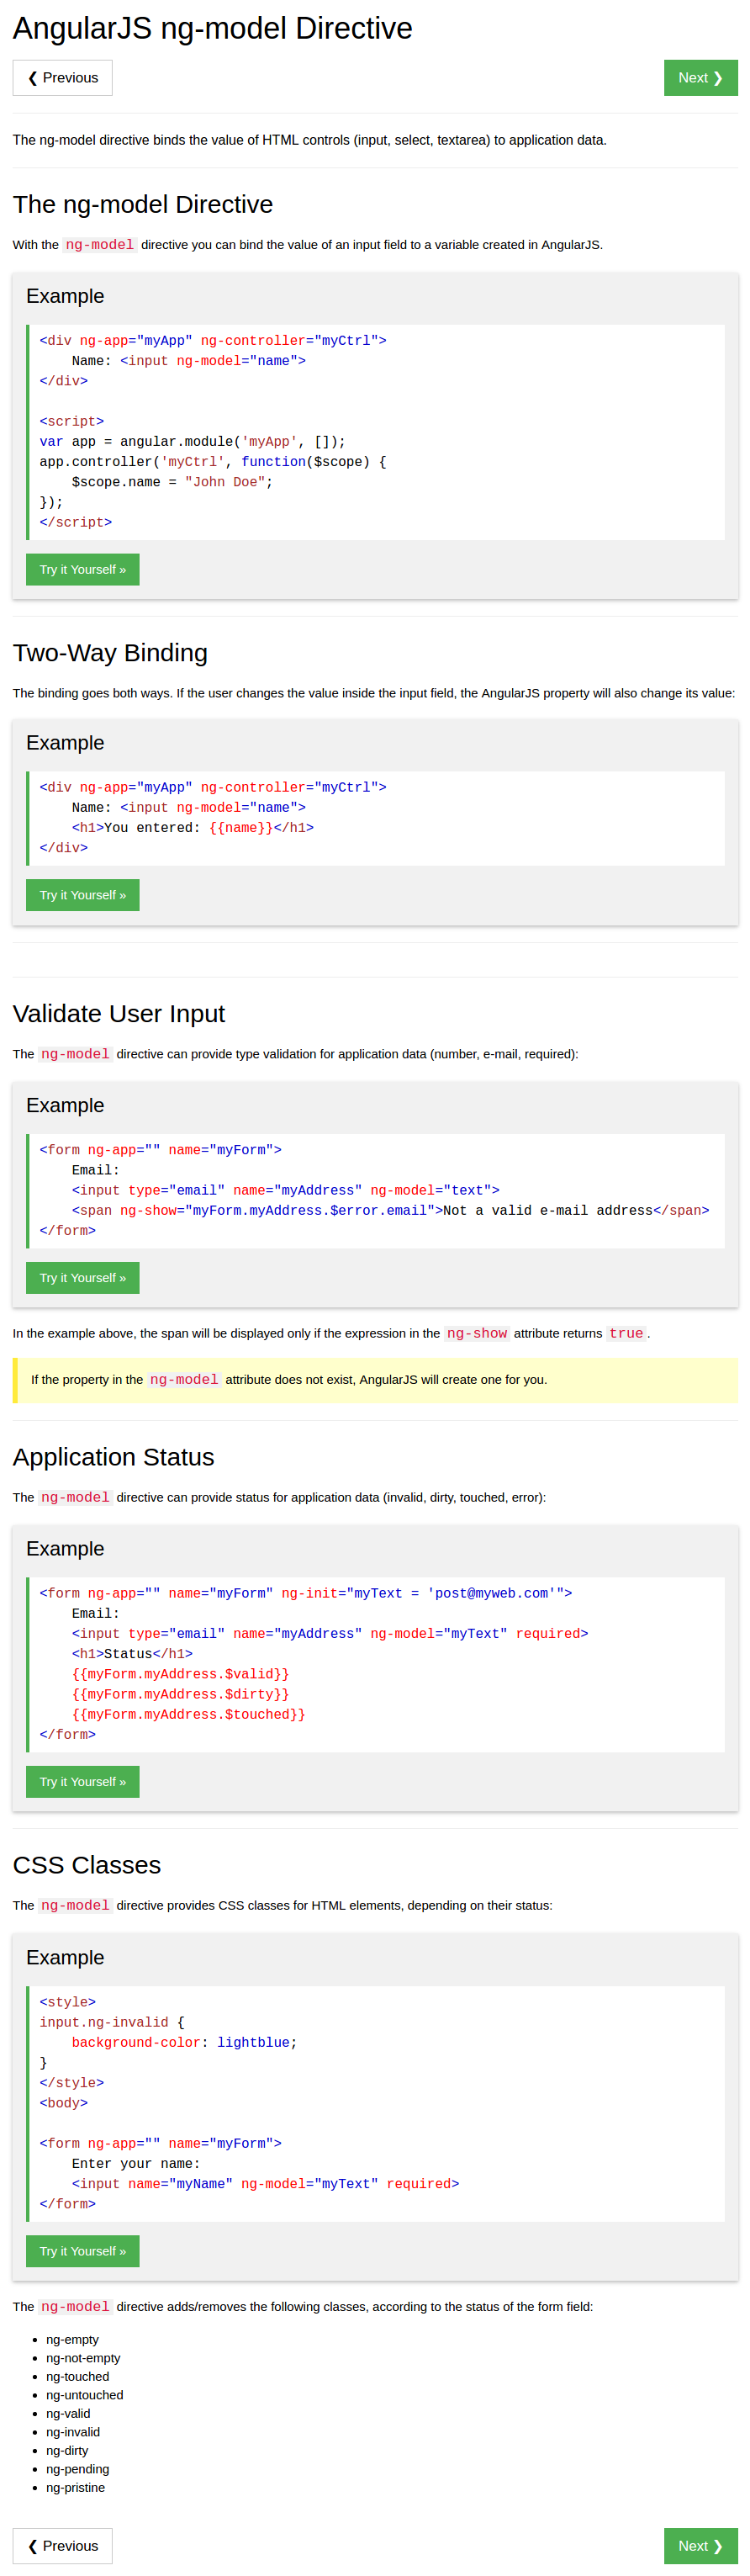 AngularJS ng-model Directive
❮ Previous
Next ❯
The ng-model directive binds the value of HTML controls (input, select, textarea) to application data.
The ng-model Directive
With the ng-model directive you can bind the value of an input field to a variable created in AngularJS.
Example
<div ng-app="myApp" ng-controller="myCtrl">
    Name: <input ng-model="name">
</div>

<script>
var app = angular.module('myApp', []);
app.controller('myCtrl', function($scope) {
    $scope.name = "John Doe";
});
</script>
Try it Yourself »
Two-Way Binding
The binding goes both ways. If the user changes the value inside the input field, the AngularJS property will also change its value:
Example
<div ng-app="myApp" ng-controller="myCtrl">
    Name: <input ng-model="name">
    <h1>You entered: {{name}}</h1>
</div>
Try it Yourself »
Validate User Input
The ng-model directive can provide type validation for application data (number, e-mail, required):
Example
<form ng-app="" name="myForm">
    Email:
    <input type="email" name="myAddress" ng-model="text">
    <span ng-show="myForm.myAddress.$error.email">Not a valid e-mail address</span>
</form>
Try it Yourself »
In the example above, the span will be displayed only if the expression in the ng-show attribute returns true.
If the property in the ng-model attribute does not exist, AngularJS will create one for you.
Application Status
The ng-model directive can provide status for application data (invalid, dirty, touched, error):
Example
<form ng-app="" name="myForm" ng-init="myText = 'post@myweb.com'">
    Email:
    <input type="email" name="myAddress" ng-model="myText" required>
    <h1>Status</h1>
    {{myForm.myAddress.$valid}}
    {{myForm.myAddress.$dirty}}
    {{myForm.myAddress.$touched}}
</form>
Try it Yourself »
CSS Classes
The ng-model directive provides CSS classes for HTML elements, depending on their status:
Example
<style>
input.ng-invalid {
    background-color: lightblue;
}
</style>
<body>

<form ng-app="" name="myForm">
    Enter your name:
    <input name="myName" ng-model="myText" required>
</form>
Try it Yourself »
The ng-model directive adds/removes the following classes, according to the status of the form field:
• ng-empty
• ng-not-empty
• ng-touched
• ng-untouched
• ng-valid
• ng-invalid
• ng-dirty
• ng-pending
• ng-pristine
❮ Previous
Next ❯